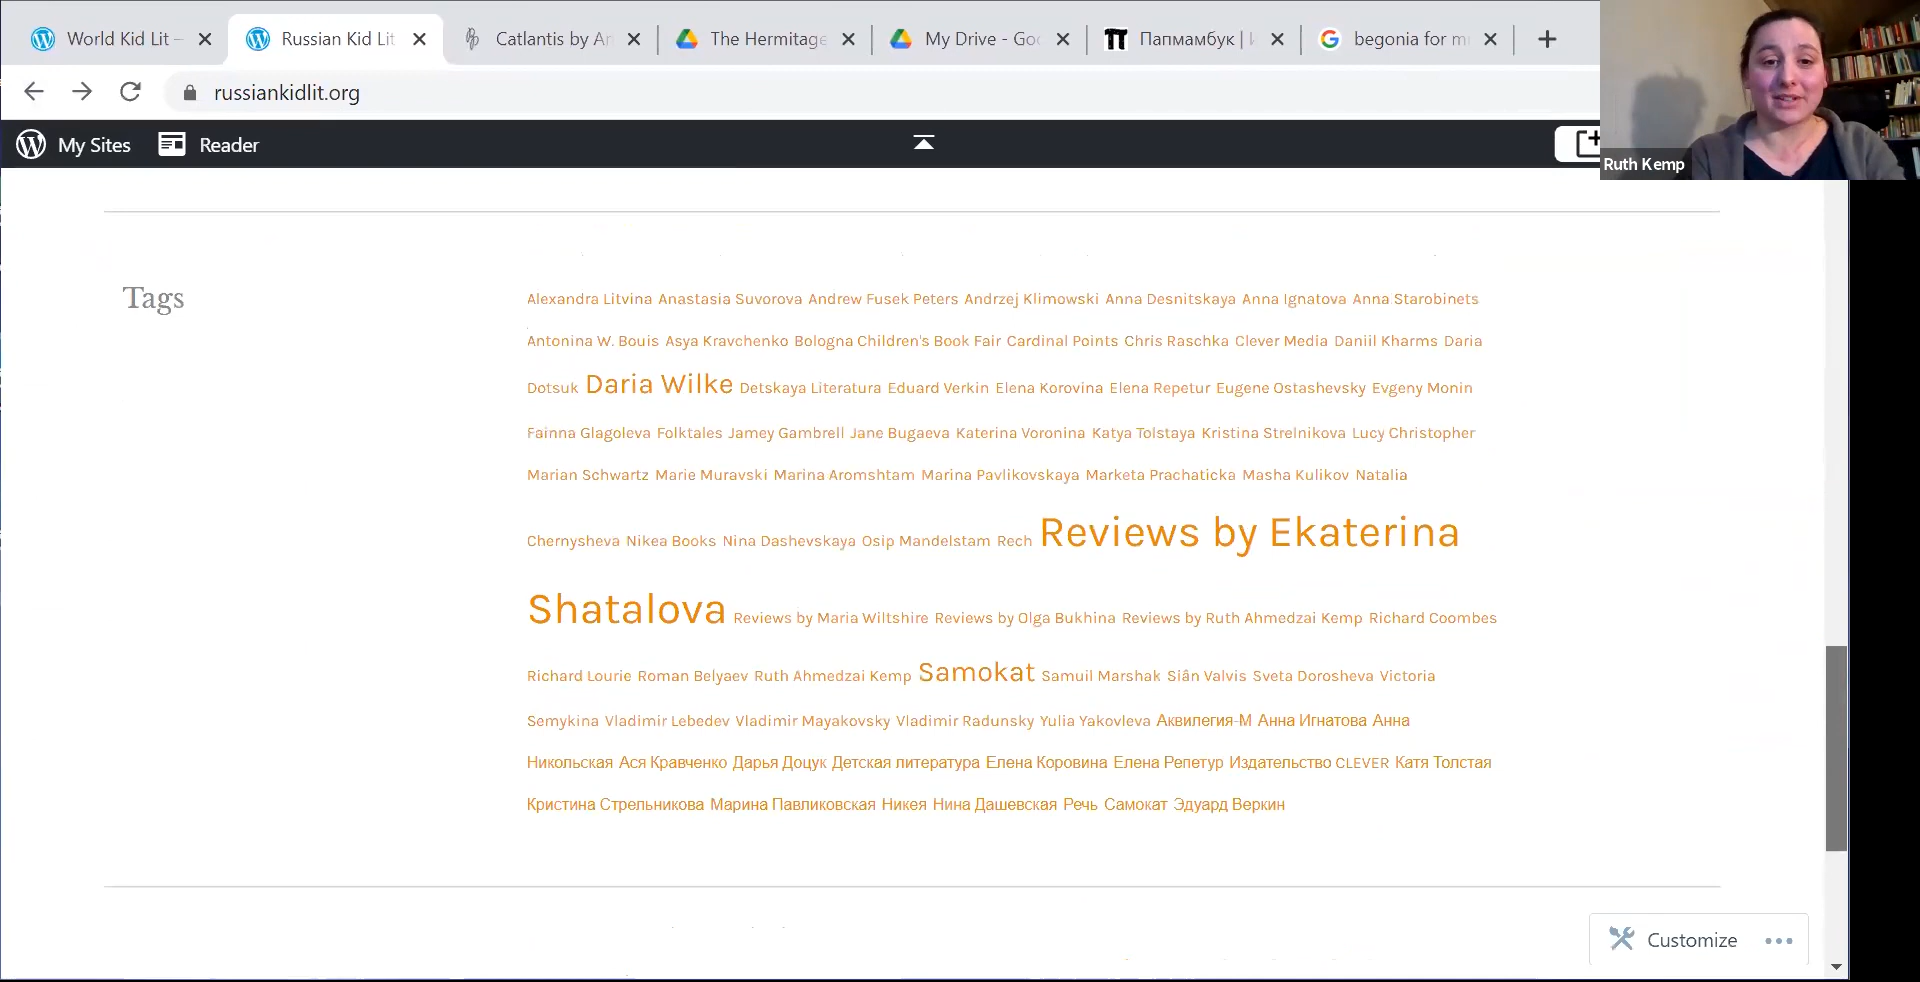 World Kid Lit –
Russian Kid Lit
Catlantis by An
The Hermitage
My Drive - Goo
Папмамбук | И
begonia for m
russiankidlit.org
My Sites
Reader
Ruth Kemp
Tags
Alexandra Litvina Anastasia Suvorova Andrew Fusek Peters Andrzej Klimowski Anna Desnitskaya Anna Ignatova Anna Starobinets
Antonina W. Bouis Asya Kravchenko Bologna Children's Book Fair Cardinal Points Chris Raschka Clever Media Daniil Kharms Daria
Dotsuk Daria Wilke Detskaya Literatura Eduard Verkin Elena Korovina Elena Repetur Eugene Ostashevsky Evgeny Monin
Fainna Glagoleva Folktales Jamey Gambrell Jane Bugaeva Katerina Voronina Katya Tolstaya Kristina Strelnikova Lucy Christopher
Marian Schwartz Marie Muravski Marina Aromshtam Marina Pavlikovskaya Marketa Prachaticka Masha Kulikov Natalia
Chernysheva Nikea Books Nina Dashevskaya Osip Mandelstam Rech Reviews by Ekaterina
Shatalova Reviews by Maria Wiltshire Reviews by Olga Bukhina Reviews by Ruth Ahmedzai Kemp Richard Coombes
Richard Lourie Roman Belyaev Ruth Ahmedzai Kemp Samokat Samuil Marshak Siân Valvis Sveta Dorosheva Victoria
Semykina Vladimir Lebedev Vladimir Mayakovsky Vladimir Radunsky Yulia Yakovleva Аквилегия-М Анна Игнатова Анна
Никольская Ася Кравченко Дарья Доцук Детская литература Елена Коровина Елена Репетур Издательство CLEVER Катя Толстая
Кристина Стрельникова Марина Павликовская Никея Нина Дашевская Речь Самокат Эдуард Веркин
Customize